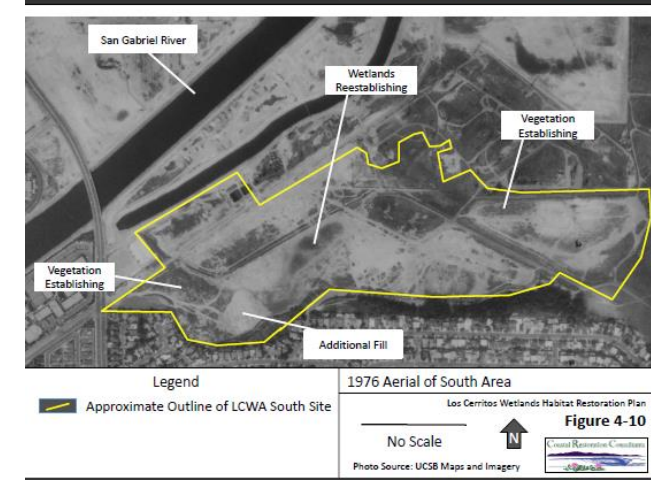 San Gabriel River
Wetlands
Reestablishing
Vegetation
Establishing
Vegetation
Establishing
Additional Fill
Legend
Approximate Outline of LCWA South Site
1976 Aerial of South Area
Los Cerritos Wetlands Habitat Restoration Plan
Figure 4-10
No Scale
N
Photo Source: UCSB Maps and Imagery
Coastal Restoration Consultants